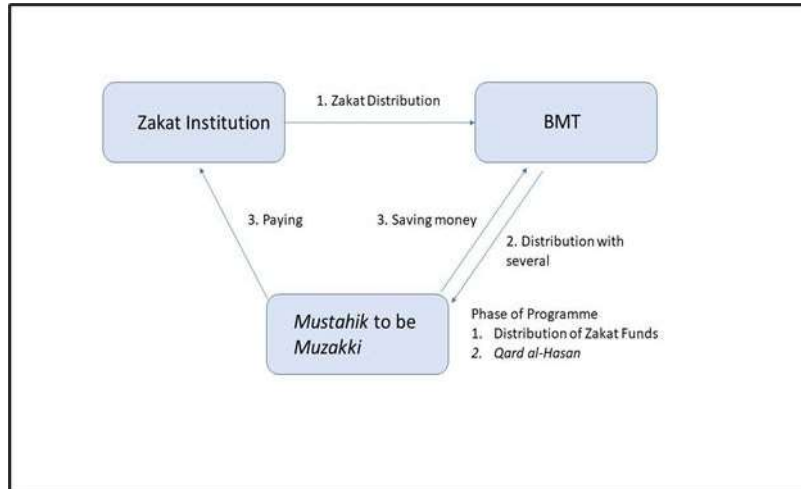 1. Zakat Distribution
Zakat Institution
BMT
3. Paying
3. Saving money
2. Distribution with
several
Mustahik to be
Muzakki
Phase of Programme
1. Distribution of Zakat Funds
2. Qard al-Hasan